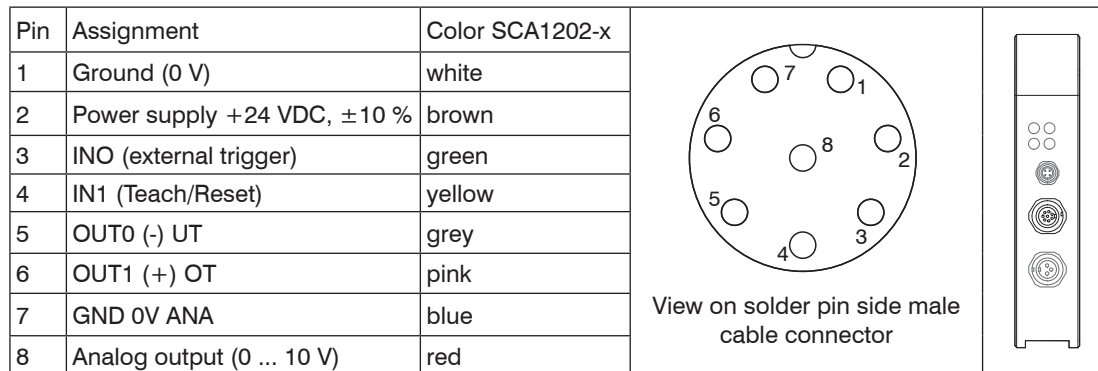 Pin Assignment Color SCA1202-x
1 Ground (0 V) white
2 Power supply +24 VDC, ±10 % brown
3 INO (external trigger) green
4 IN1 (Teach/Reset) yellow
5 OUT0 (-) UT grey
6 OUT1 (+) OT pink
7 GND 0V ANA blue
8 Analog output (0 ... 10 V) red
7
1
6
8
2
5
3
4
View on solder pin side male
cable connector